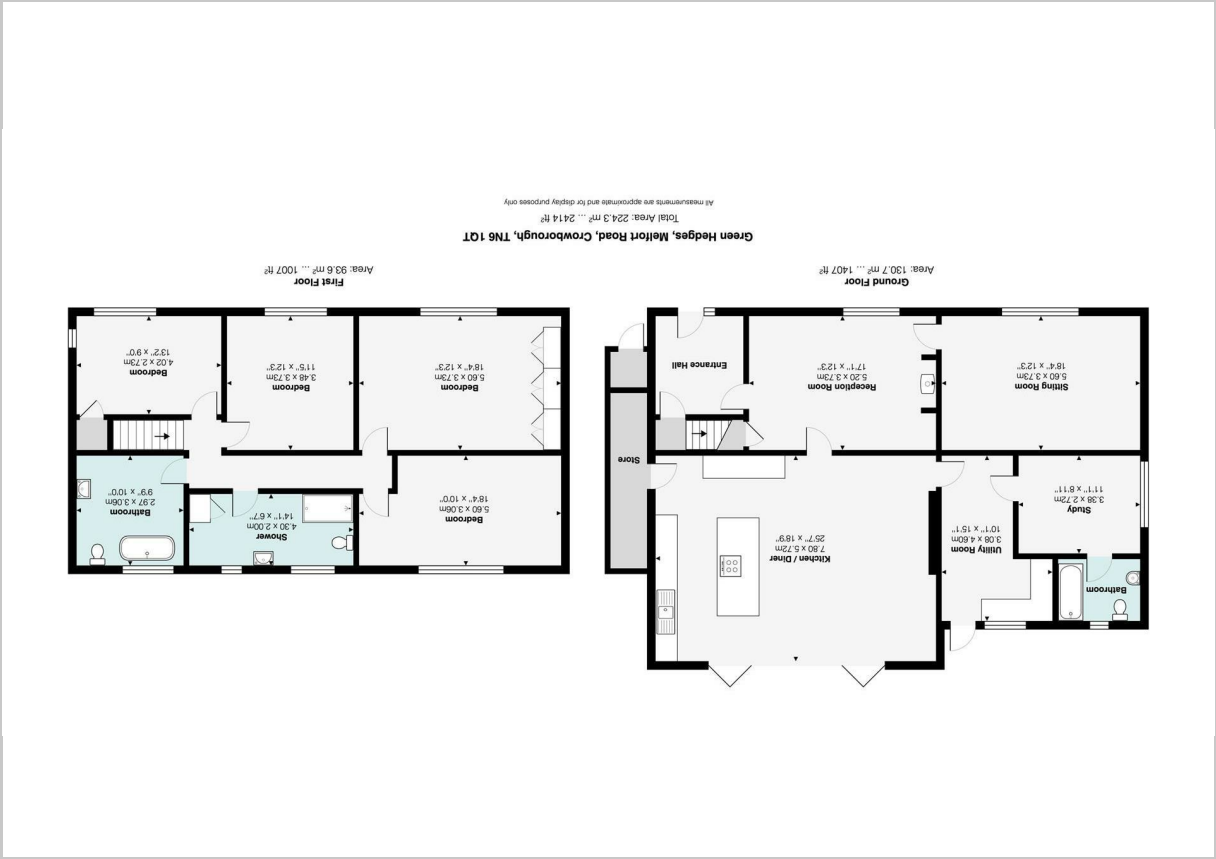 Bathroom
Study
3.38 x 2.72m
11'1'' x 8'11''
Utility Room
3.08 x 4.60m
10'1'' x 15'1''
Kitchen / Diner
7.80 x 5.72m
25'7'' x 18'9''
Store
Sitting Room
5.60 x 3.73m
18'4'' x 12'3''
Reception Room
5.20 x 3.73m
17'1'' x 12'3''
Entrance Hall
Ground Floor
Area: 130.7 m² ... 1407 ft²
Bedroom
5.60 x 3.06m
18'4'' x 10'0''
Shower
4.30 x 2.00m
14'1'' x 6'7''
Bathroom
2.97 x 3.06m
9'9'' x 10'0''
Bedroom
5.60 x 3.73m
18'4'' x 12'3''
Bedroom
3.48 x 3.73m
11'5'' x 12'3''
Bedroom
4.02 x 2.73m
13'2'' x 9'0''
First Floor
Area: 93.6 m² ... 1007 ft²
Green Hedges, Melfort Road, Crowborough, TN6 1QT
Total Area: 224.3 m² ... 2414 ft²
All measurements are approximate and for display purposes only